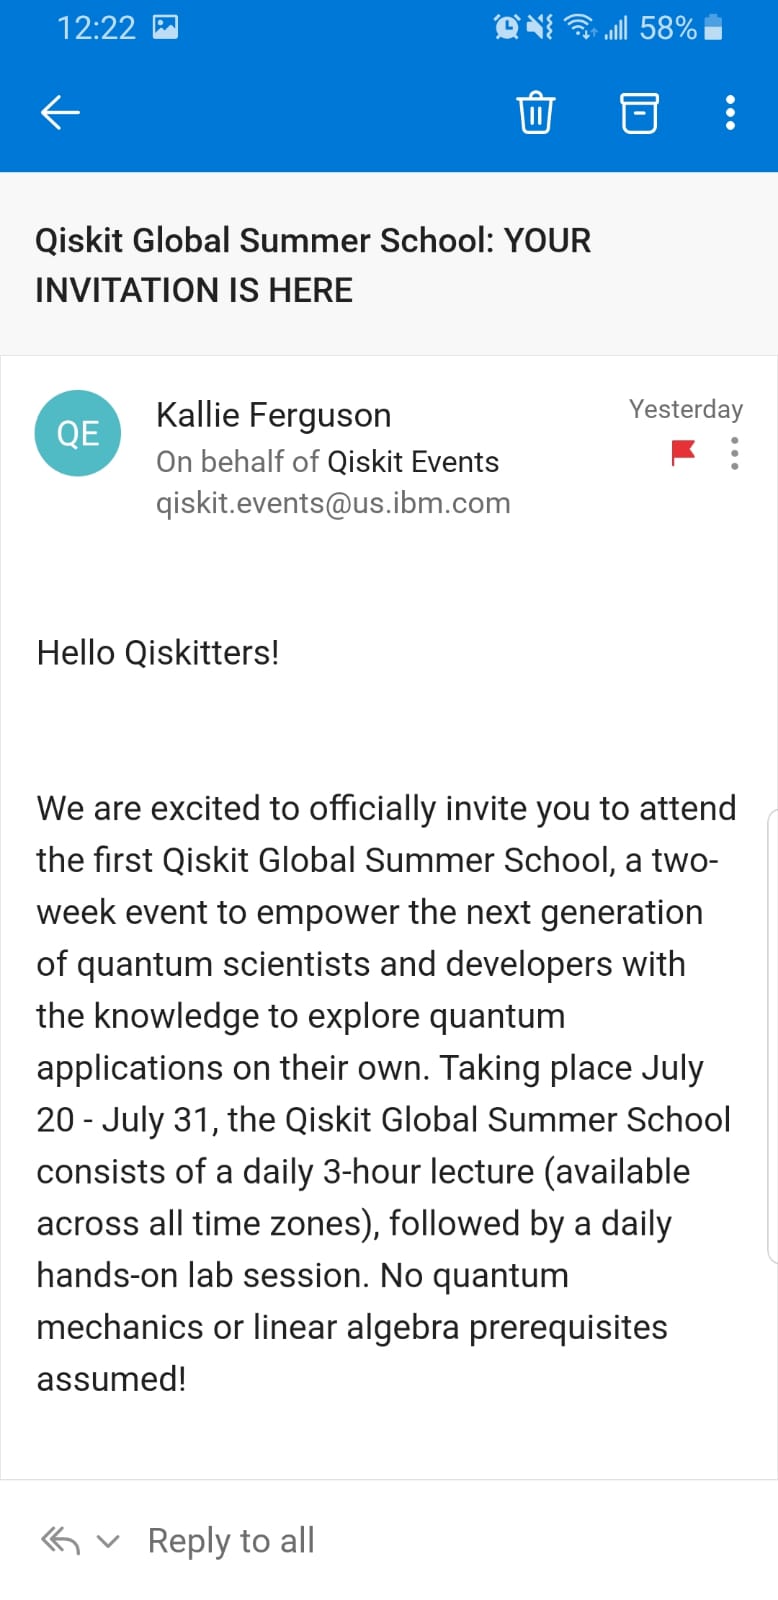 12:22
58%
Qiskit Global Summer School: YOUR
INVITATION IS HERE
QE
Kallie Ferguson
Yesterday
On behalf of Qiskit Events
qiskit.events@us.ibm.com
Hello Qiskitters!
We are excited to officially invite you to attend
the first Qiskit Global Summer School, a two-
week event to empower the next generation
of quantum scientists and developers with
the knowledge to explore quantum
applications on their own. Taking place July
20 - July 31, the Qiskit Global Summer School
consists of a daily 3-hour lecture (available
across all time zones), followed by a daily
hands-on lab session. No quantum
mechanics or linear algebra prerequisites
assumed!
Reply to all